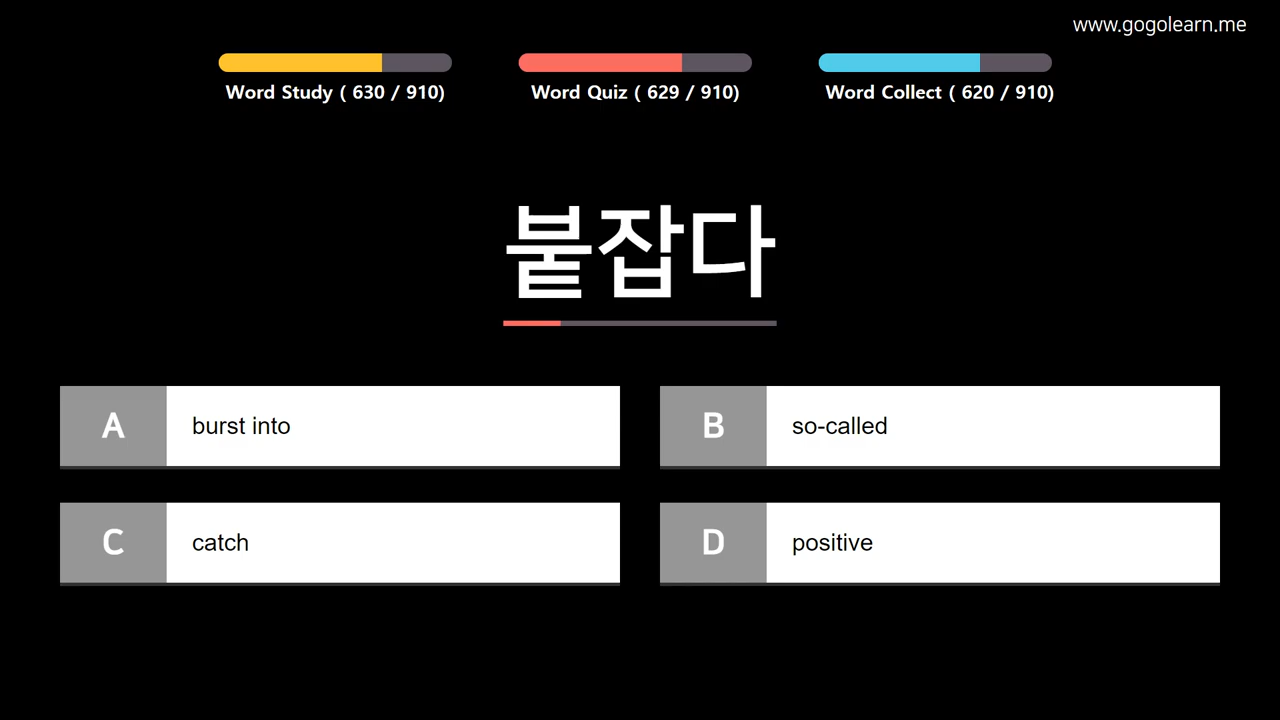 www.gogolearn.me
Word Study ( 630 / 910)
Word Quiz ( 629 / 910)
Word Collect ( 620 / 910)
붙잡다
A burst into
B so-called
C catch
D positive